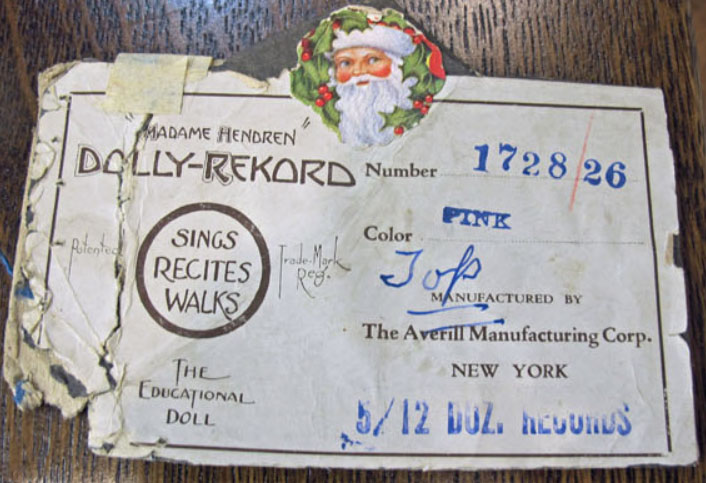 "MADAME HENDREN"
DOLLY-REKORD
Number 1728/26
Color PINK
Patented
SINGS
RECITES
WALKS
Trade-Mark
Reg.
Top
MANUFACTURED BY
The Averill Manufacturing Corp.
NEW YORK
THE
EDUCATIONAL
DOLL
5/12 DOZ. RECORDS